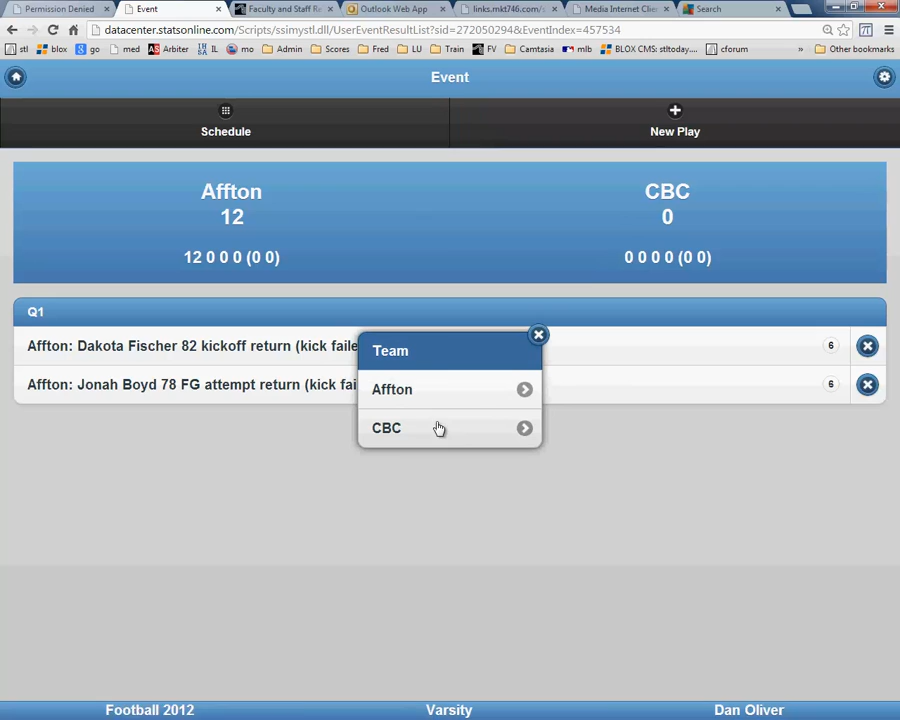 Permission Denied
Event
Faculty and Staff Re
Outlook Web App
links.mkt746.com/s
Media Internet Clie
Search
datacenter.statsonline.com/Scripts/ssimystl.dll/UserEventResultList?sid=272050294&EventIndex=457534
stl blox go med Arbiter IL mo Admin Scores Fred LU Train FV Camtasia mlb BLOX CMS: stltoday.... cforum » Other bookmarks
Event
Schedule
New Play
Affton
12
12 0 0 0 (0 0)
CBC
0
0 0 0 0 (0 0)
Q1
Affton: Dakota Fischer 82 kickoff return (kick faile
6
Affton: Jonah Boyd 78 FG attempt return (kick fai
6
Team
Affton
CBC
Football 2012
Varsity
Dan Oliver